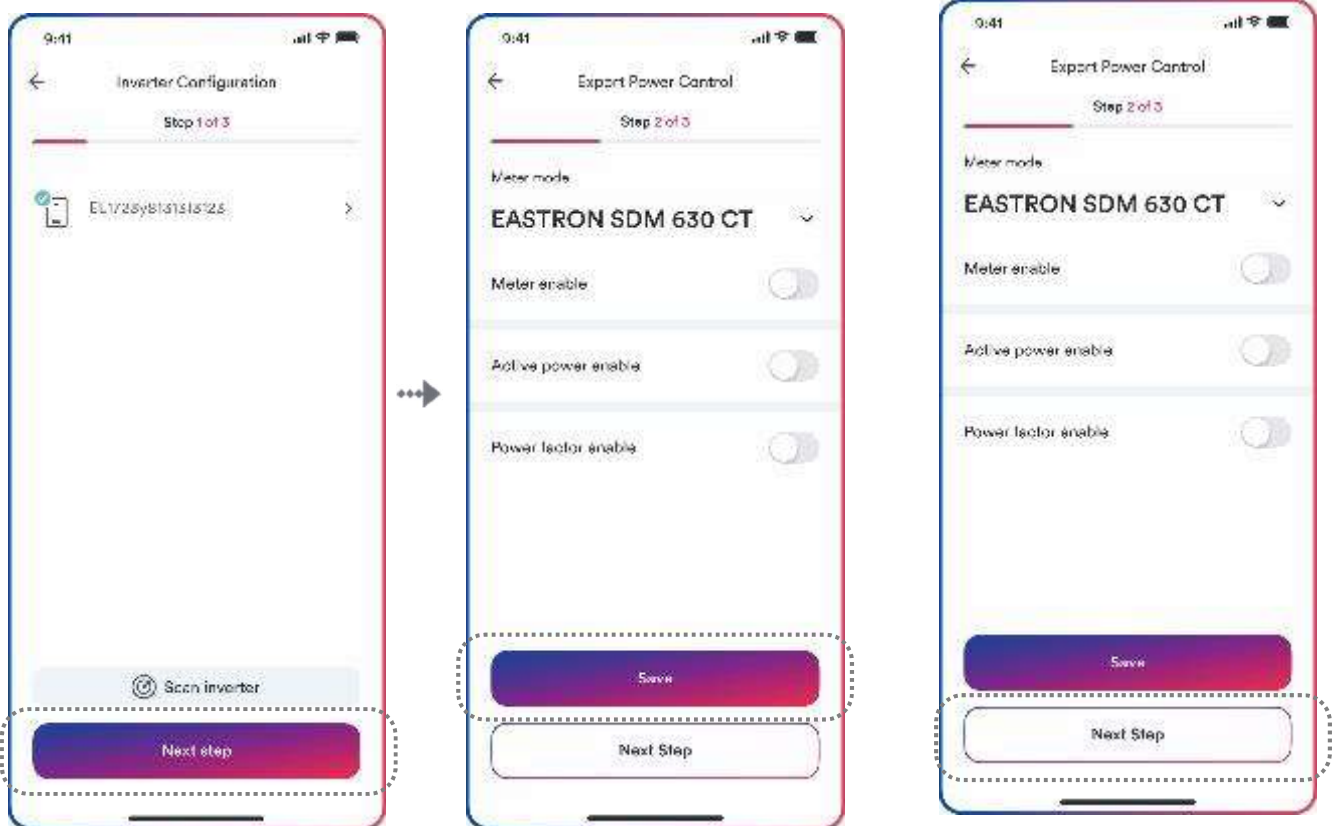 9:41
Inverter Configuration
Step 1 of 3
Scan inverter
Next step
9:41
Export Power Control
Step 2 of 3
Meter mode
EASTRON SDM 630 CT
Meter enable
Active power enable
Power factor enable
Save
Next Step
9:41
Export Power Control
Step 2 of 3
Meter mode
EASTRON SDM 630 CT
Meter enable
Active power enable
Power factor enable
Save
Next Step